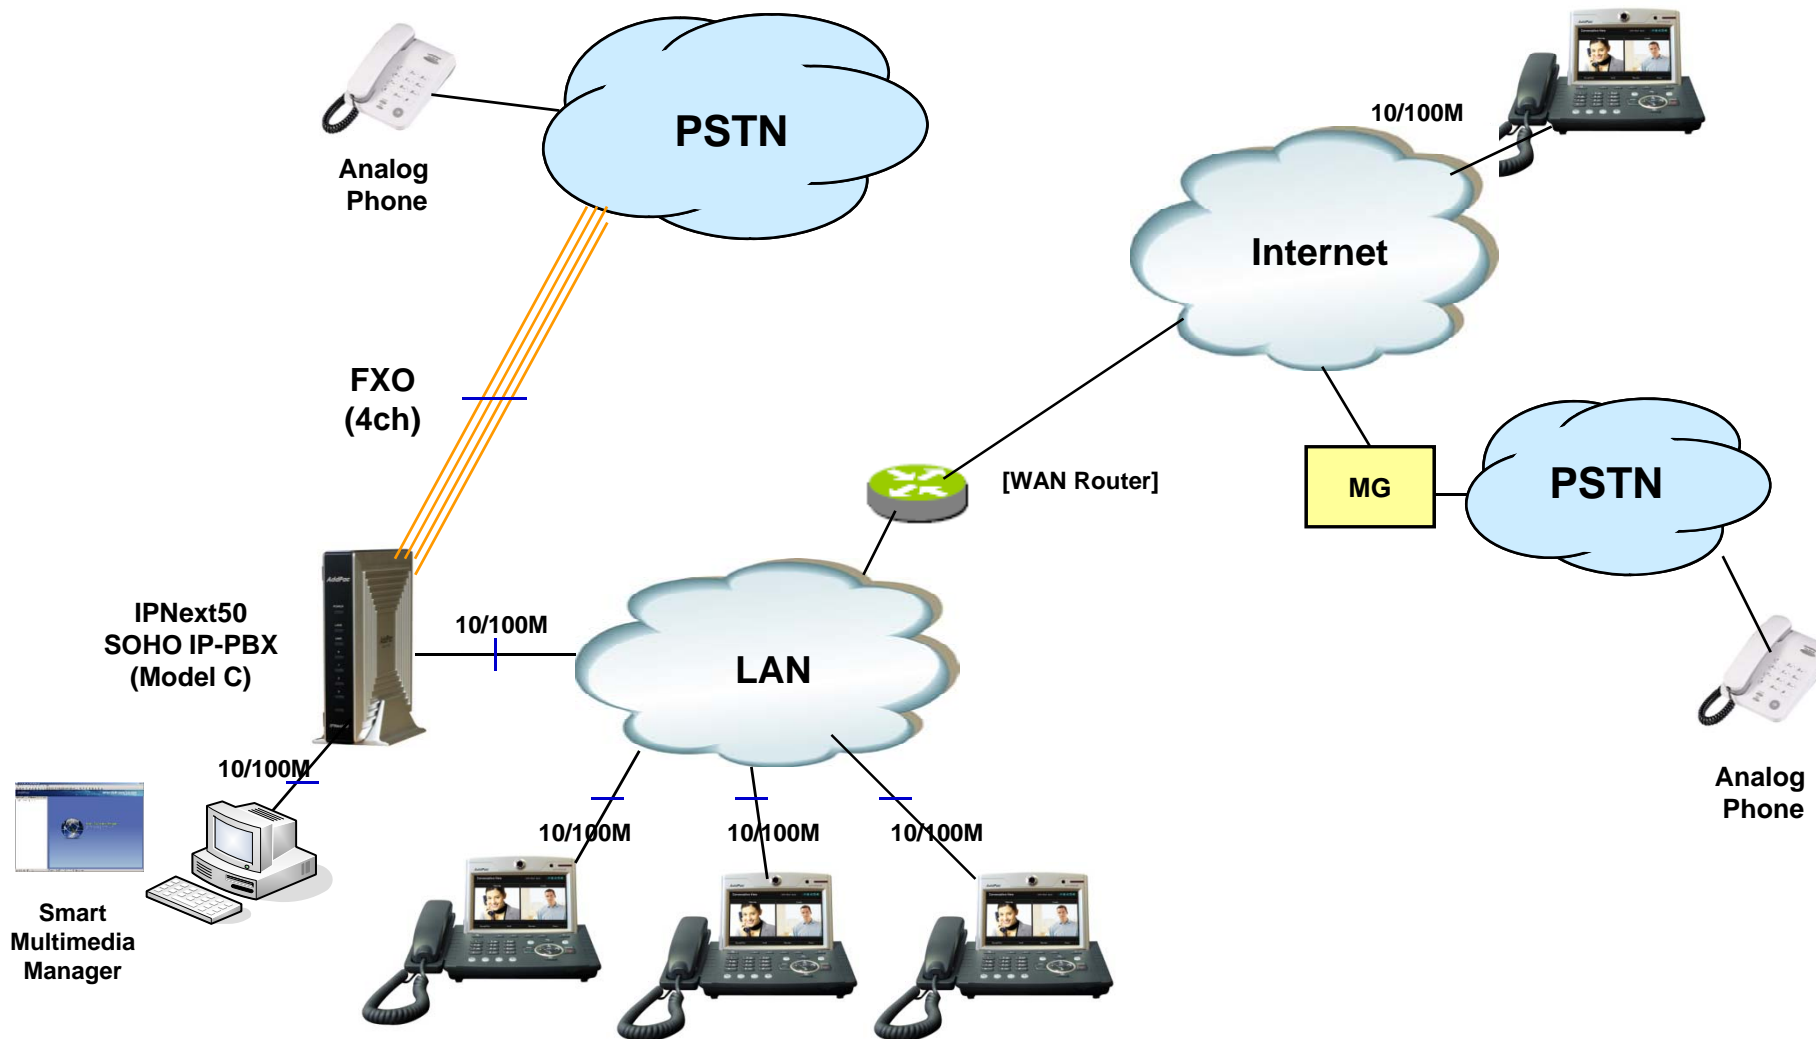 PSTN
Analog
Phone
10/100M
Internet
FXO
(4ch)
[WAN Router]
MG
PSTN
AddPac
IPNext50
SOHO IP-PBX
(Model C)
10/100M
LAN
10/100M
10/100M
10/100M
10/100M
Analog
Phone
Smart
Multimedia
Manager